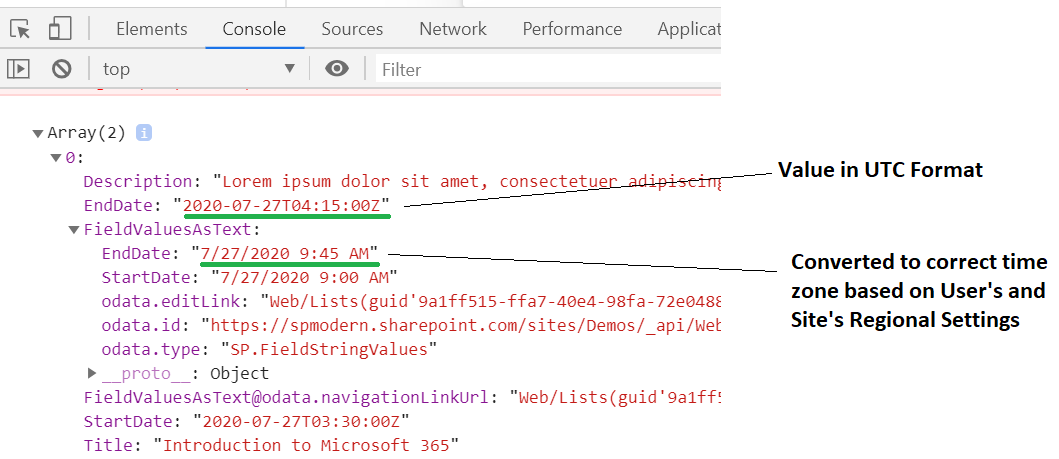 Elements Console Sources Network Performance Applicat
top Filter
Array(2) i
0:
Description: "Lorem ipsum dolor sit amet, consectetuer adipiscing
Value in UTC Format
EndDate: "2020-07-27T04:15:00Z"
FieldValuesAsText:
EndDate: "7/27/2020 9:45 AM"
Converted to correct time
zone based on User's and
Site's Regional Settings
StartDate: "7/27/2020 9:00 AM"
odata.editLink: "Web/Lists(guid'9a1ff515-ffa7-40e4-98fa-72e0488
odata.id: "https://spmodern.sharepoint.com/sites/Demos/_api/Web
odata.type: "SP.FieldStringValues"
__proto__: Object
FieldValuesAsText@odata.navigationLinkUrl: "Web/Lists(guid'9a1ff5
StartDate: "2020-07-27T03:30:00Z"
Title: "Introduction to Microsoft 365"